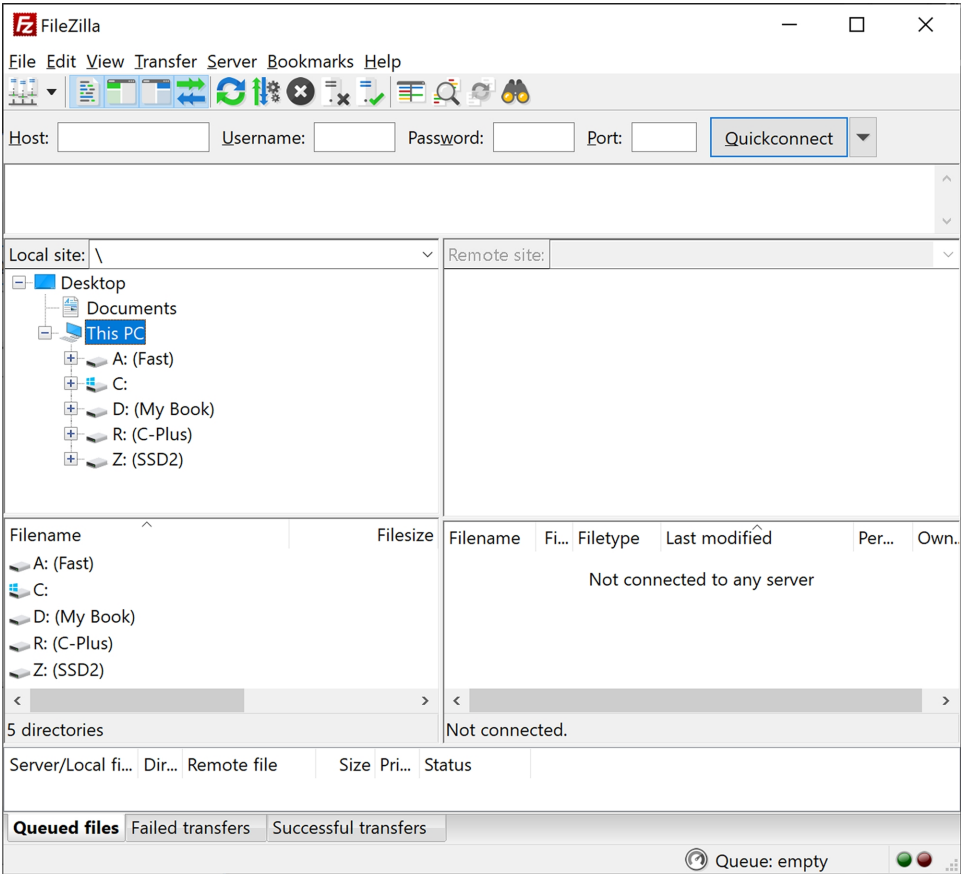 FileZilla
File Edit View Transfer Server Bookmarks Help
Host: Username: Password: Port: Quickconnect
Local site: \
Remote site:
Desktop
Documents
This PC
A: (Fast)
C:
D: (My Book)
R: (C-Plus)
Z: (SSD2)
Filename Filesize
A: (Fast)
C:
D: (My Book)
R: (C-Plus)
Z: (SSD2)
5 directories
Filename Fi... Filetype Last modified Per... Own..
Not connected to any server
Not connected.
Server/Local fi... Dir... Remote file Size Pri... Status
Queued files Failed transfers Successful transfers
Queue: empty